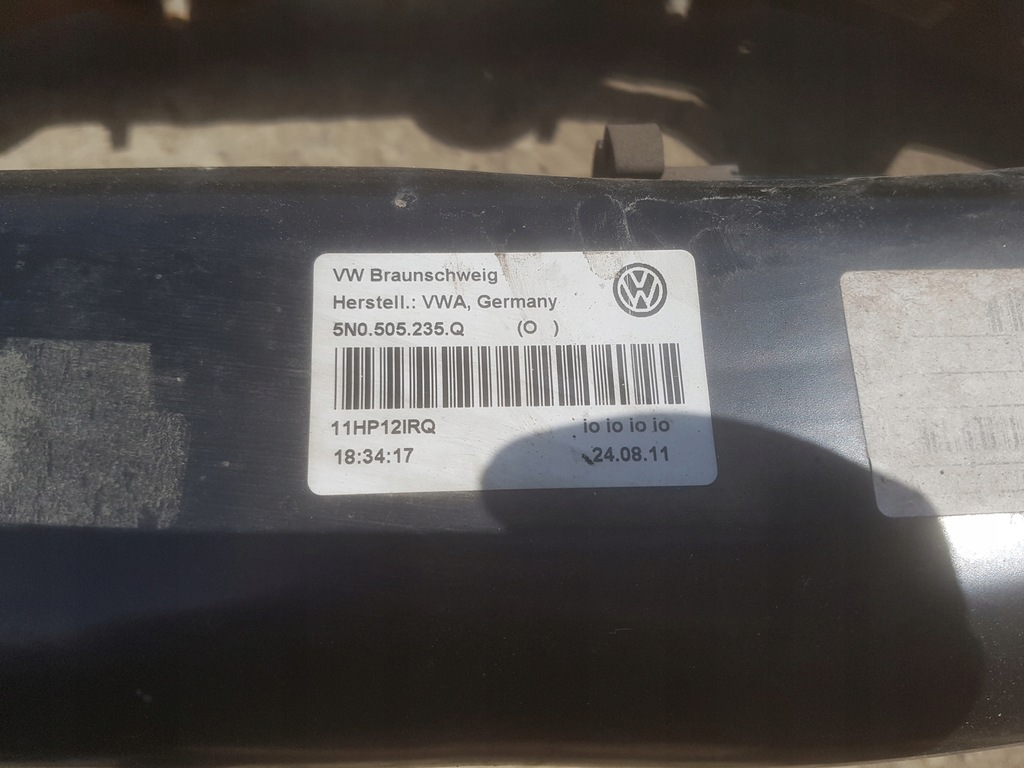 VW Braunschweig
Herstell.: VWA, Germany
5N0.505.235.Q (O )
11HP12IRQ io io io io
18:34:17 24.08.11